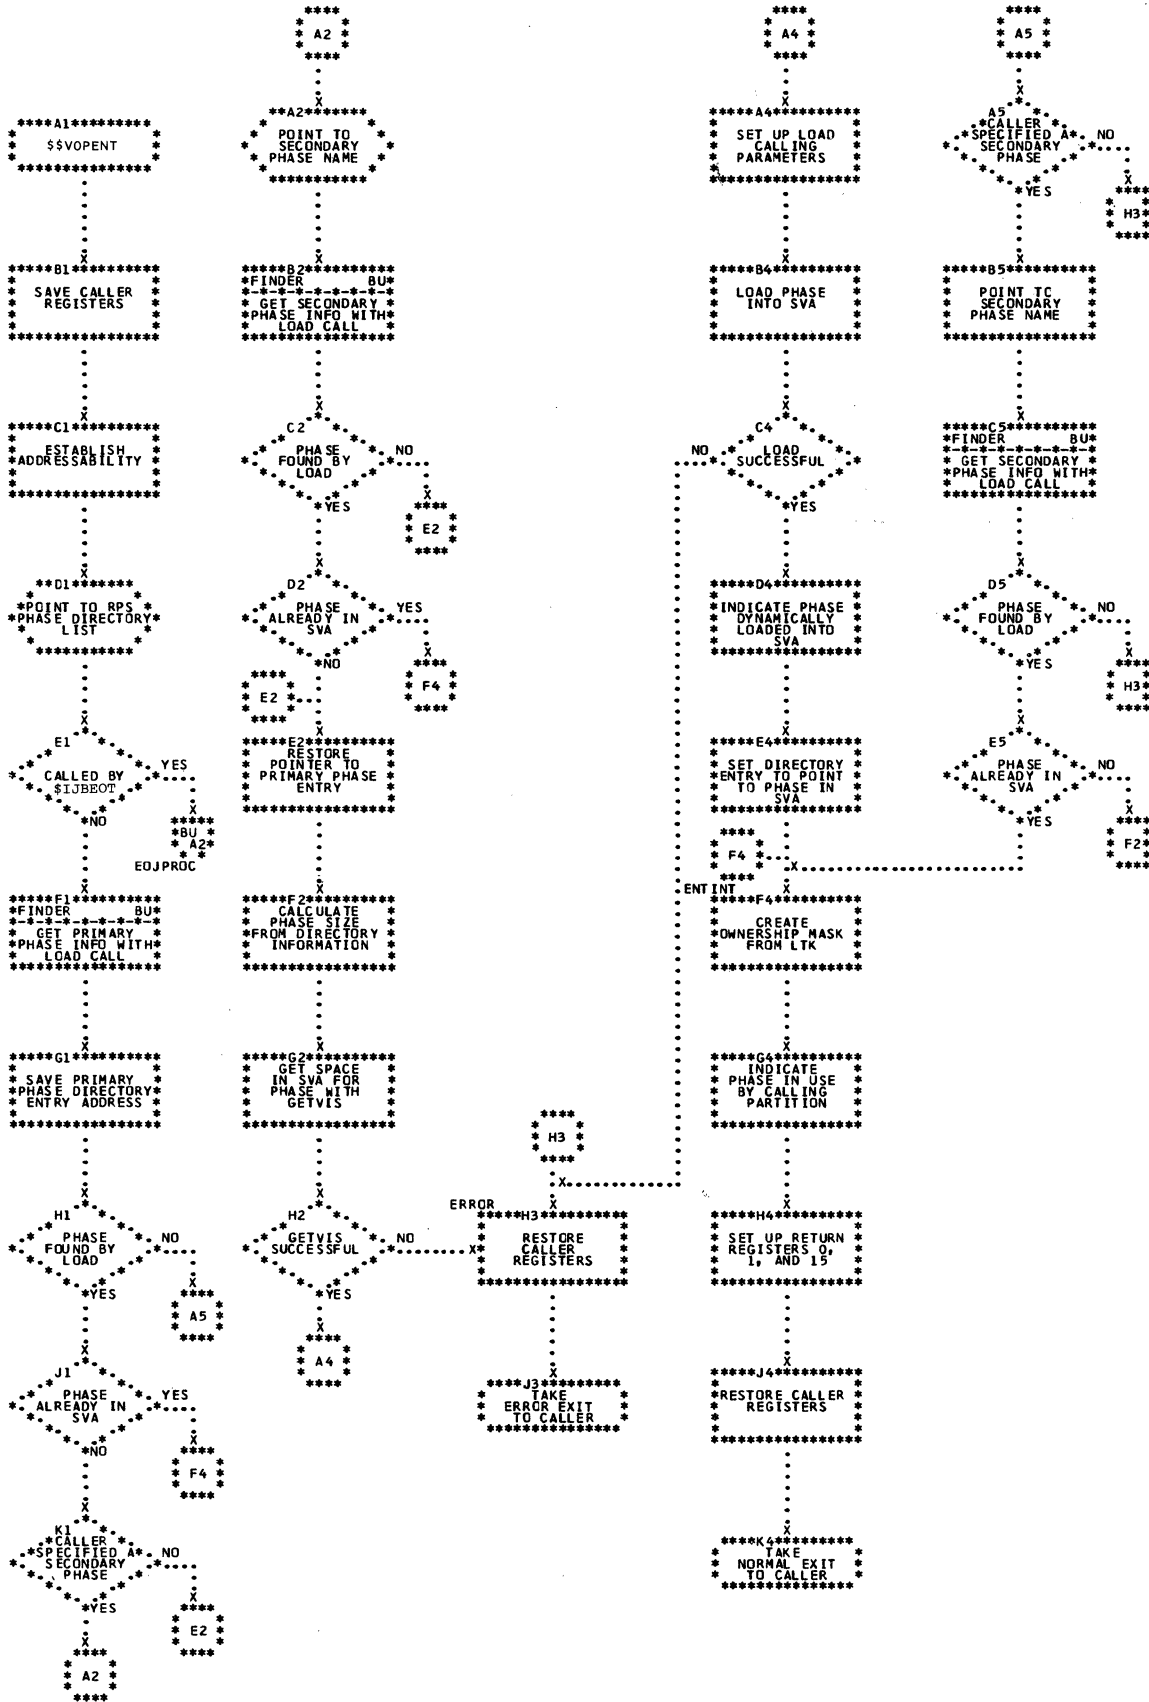 A2
A4
A5
A1
$$VOPENT
A2
POINT TO
SECONDARY
PHASE NAME
A4
SET UP LOAD
CALLING
PARAMETERS
A5
CALLER
SPECIFIED A
SECONDARY
PHASE
NO
YES
H3
B1
SAVE CALLER
REGISTERS
B2
FINDER BU
GET SECONDARY
PHASE INFO WITH
LOAD CALL
B4
LOAD PHASE
INTO SVA
B5
POINT TO
SECONDARY
PHASE NAME
C1
ESTABLISH
ADDRESSABILITY
C2
PHASE
FOUND BY
LOAD
NO
YES
E2
C4
LOAD
SUCCESSFUL
NO
YES
C5
FINDER BU
GET SECONDARY
PHASE INFO WITH
LOAD CALL
D1
POINT TO RPS
PHASE DIRECTORY
LIST
D2
PHASE
ALREADY IN
SVA
YES
NO
F4
D4
INDICATE PHASE
DYNAMICALLY
LOADED INTO
SVA
D5
PHASE
FOUND BY
LOAD
NO
YES
H3
E1
CALLED BY
$IJBEOT
YES
NO
BU
A2
EOJPROC
E2
E2
RESTORE
POINTER TO
PRIMARY PHASE
ENTRY
E4
SET DIRECTORY
ENTRY TO POINT
TO PHASE IN
SVA
E5
PHASE
ALREADY IN
SVA
NO
YES
F2
F4
F1
FINDER BU
GET PRIMARY
PHASE INFO WITH
LOAD CALL
F2
CALCULATE
PHASE SIZE
FROM DIRECTORY
INFORMATION
ENTINT
F4
CREATE
OWNERSHIP MASK
FROM LTK
G1
SAVE PRIMARY
PHASE DIRECTORY
ENTRY ADDRESS
G2
GET SPACE
IN SVA FOR
PHASE WITH
GETVIS
G4
INDICATE
PHASE IN USE
BY CALLING
PARTITION
H3
H1
PHASE
FOUND BY
LOAD
NO
YES
A5
H2
GETVIS
SUCCESSFUL
NO
YES
A4
ERROR
H3
RESTORE
CALLER
REGISTERS
H4
SET UP RETURN
REGISTERS 0,
1, AND 15
J1
PHASE
ALREADY IN
SVA
YES
NO
F4
J3
TAKE
ERROR EXIT
TO CALLER
J4
RESTORE CALLER
REGISTERS
K1
CALLER
SPECIFIED A
SECONDARY
PHASE
NO
YES
E2
A2
K4
TAKE
NORMAL EXIT
TO CALLER